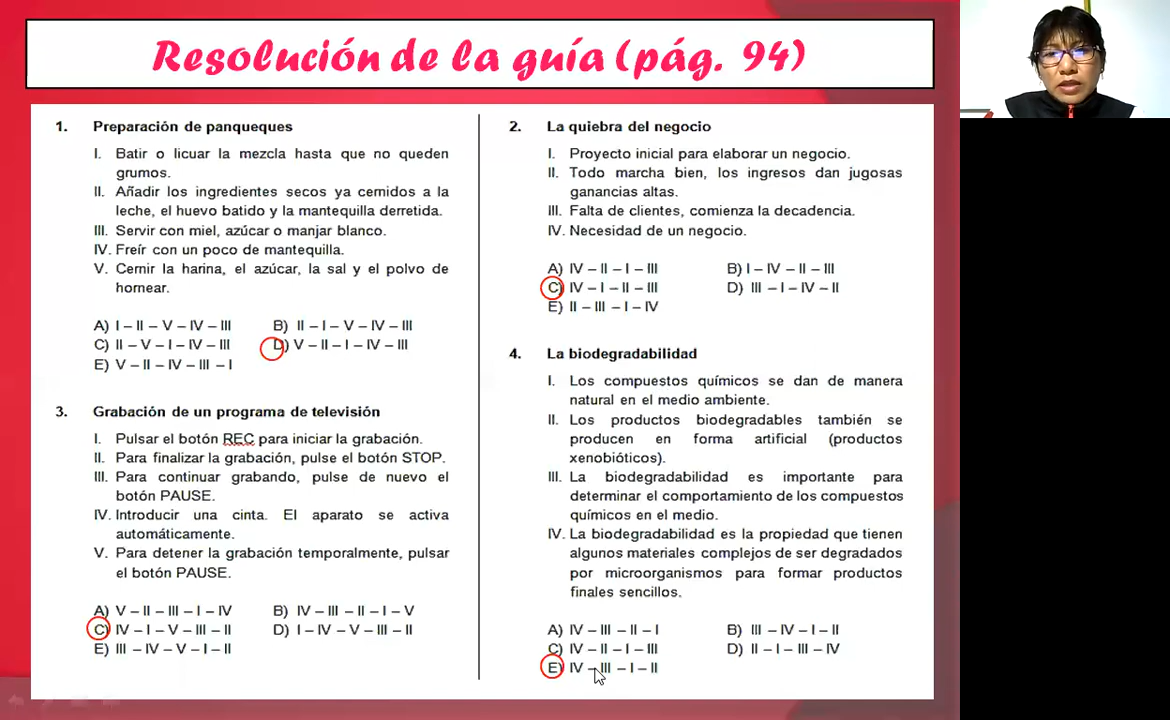 Resolución de la guía (pág. 94)
1. Preparación de panqueques
I. Batir o licuar la mezcla hasta que no queden
grumos.
II. Añadir los ingredientes secos ya cernidos a la
leche, el huevo batido y la mantequilla derretida.
III. Servir con miel, azúcar o manjar blanco.
IV. Freír con un poco de mantequilla.
V. Cernir la harina, el azúcar, la sal y el polvo de
hornear.
A) I – II – V – IV – III B) II – I – V – IV – III
C) II – V – I – IV – III D) V – II – I – IV – III
E) V – II – IV – III – I
3. Grabación de un programa de televisión
I. Pulsar el botón REC para iniciar la grabación.
II. Para finalizar la grabación, pulse el botón STOP.
III. Para continuar grabando, pulse de nuevo el
botón PAUSE.
IV. Introducir una cinta. El aparato se activa
automáticamente.
V. Para detener la grabación temporalmente, pulsar
el botón PAUSE.
A) V – II – III – I – IV B) IV – III – II – I – V
C) IV – I – V – III – II D) I – IV – V – III – II
E) III – IV – V – I – II
2. La quiebra del negocio
I. Proyecto inicial para elaborar un negocio.
II. Todo marcha bien, los ingresos dan jugosas
ganancias altas.
III. Falta de clientes, comienza la decadencia.
IV. Necesidad de un negocio.
A) IV – II – I – III B) I – IV – II – III
C) IV – I – II – III D) III – I – IV – II
E) II – III – I – IV
4. La biodegradabilidad
I. Los compuestos químicos se dan de manera
natural en el medio ambiente.
II. Los productos biodegradables también se
producen en forma artificial (productos
xenobióticos).
III. La biodegradabilidad es importante para
determinar el comportamiento de los compuestos
químicos en el medio.
IV. La biodegradabilidad es la propiedad que tienen
algunos materiales complejos de ser degradados
por microorganismos para formar productos
finales sencillos.
A) IV – III – II – I B) III – IV – I – II
C) IV – II – I – III D) II – I – III – IV
E) IV – III – I – II